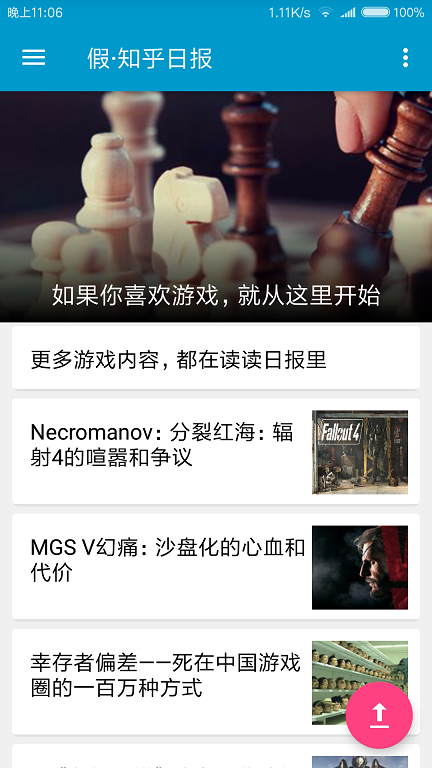 晚上11:06
1.11K/s
100%
假·知乎日报
如果你喜欢游戏，就从这里开始
更多游戏内容，都在读读日报里
Necromanov：分裂红海：辐
射4的喧嚣和争议
Fallout 4
MGS V幻痛：沙盘化的心血和
代价
幸存者偏差——死在中国游戏
圈的一百万种方式